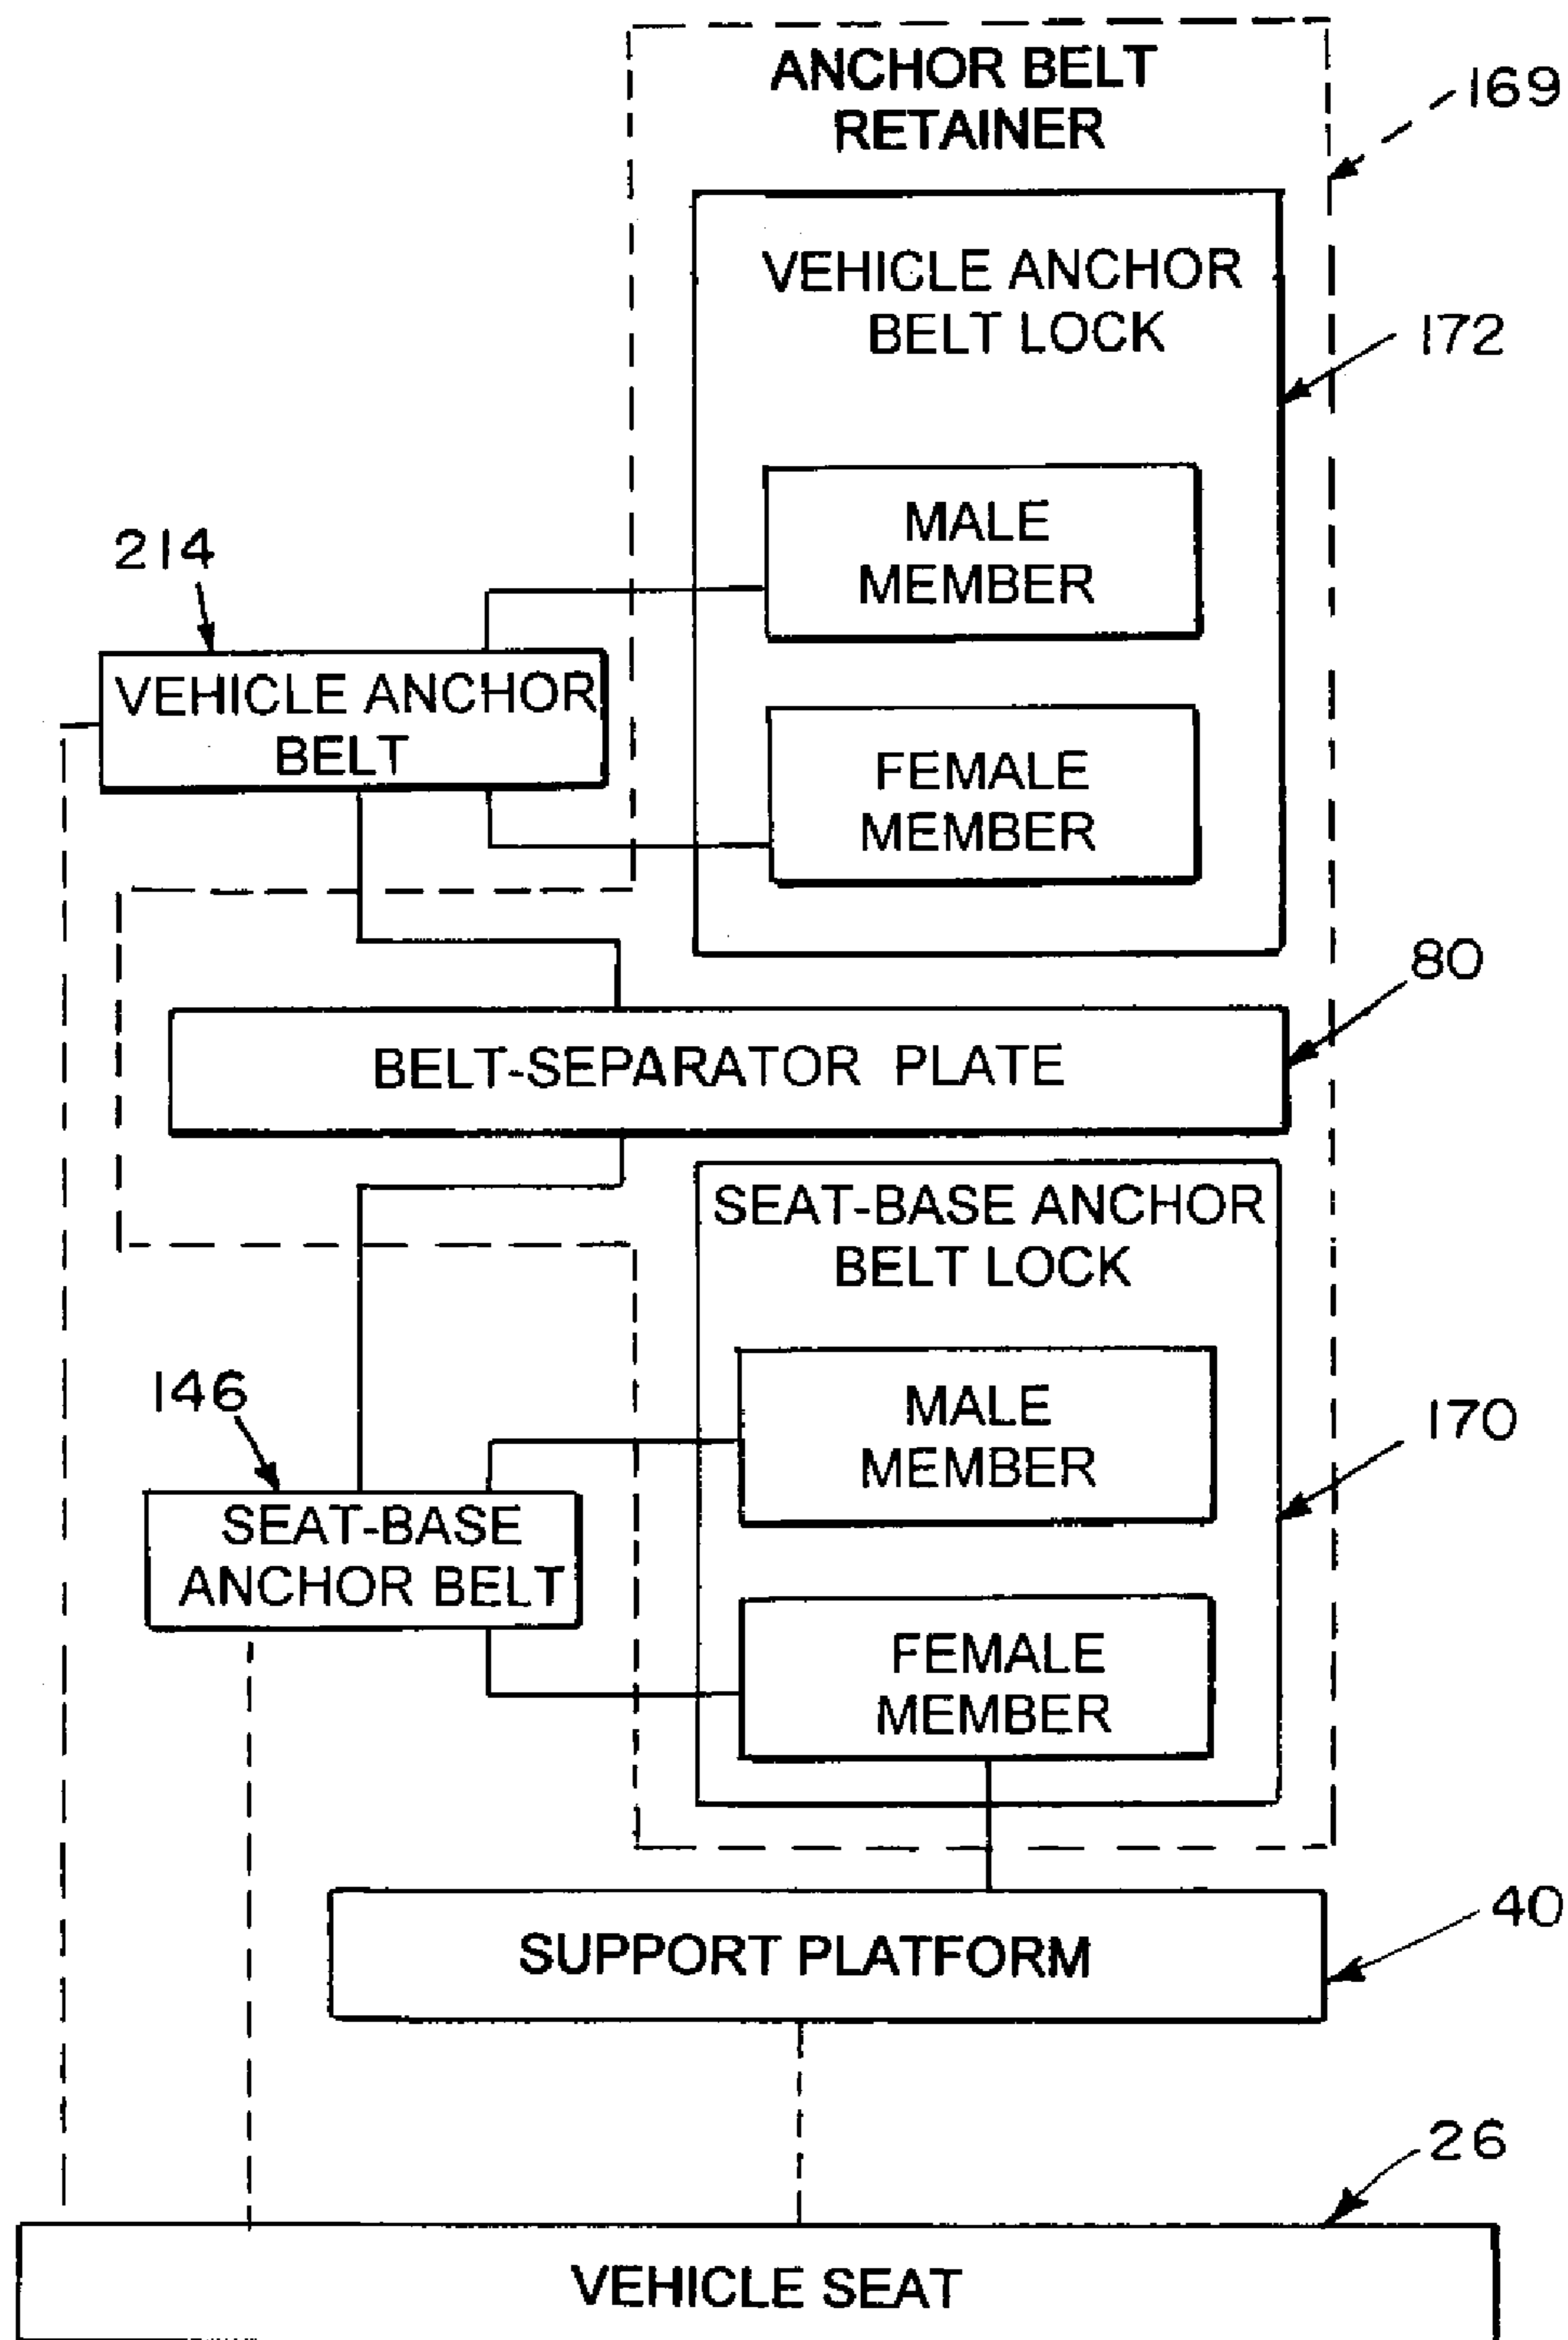 ANCHOR BELT
RETAINER
169
VEHICLE ANCHOR
BELT LOCK
172
MALE
MEMBER
214
VEHICLE ANCHOR
BELT
FEMALE
MEMBER
80
BELT-SEPARATOR PLATE
SEAT-BASE ANCHOR
BELT LOCK
146
MALE
MEMBER
170
SEAT-BASE
ANCHOR BELT
FEMALE
MEMBER
40
SUPPORT PLATFORM
26
VEHICLE SEAT